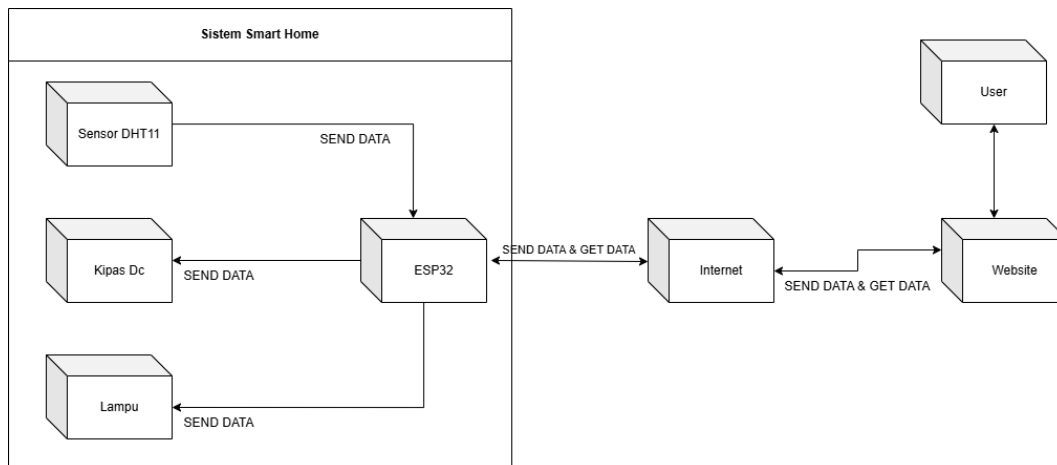 Sistem Smart Home
User
Sensor DHT11
SEND DATA
Kipas Dc
SEND DATA
ESP32
SEND DATA & GET DATA
Internet
SEND DATA & GET DATA
Website
Lampu
SEND DATA